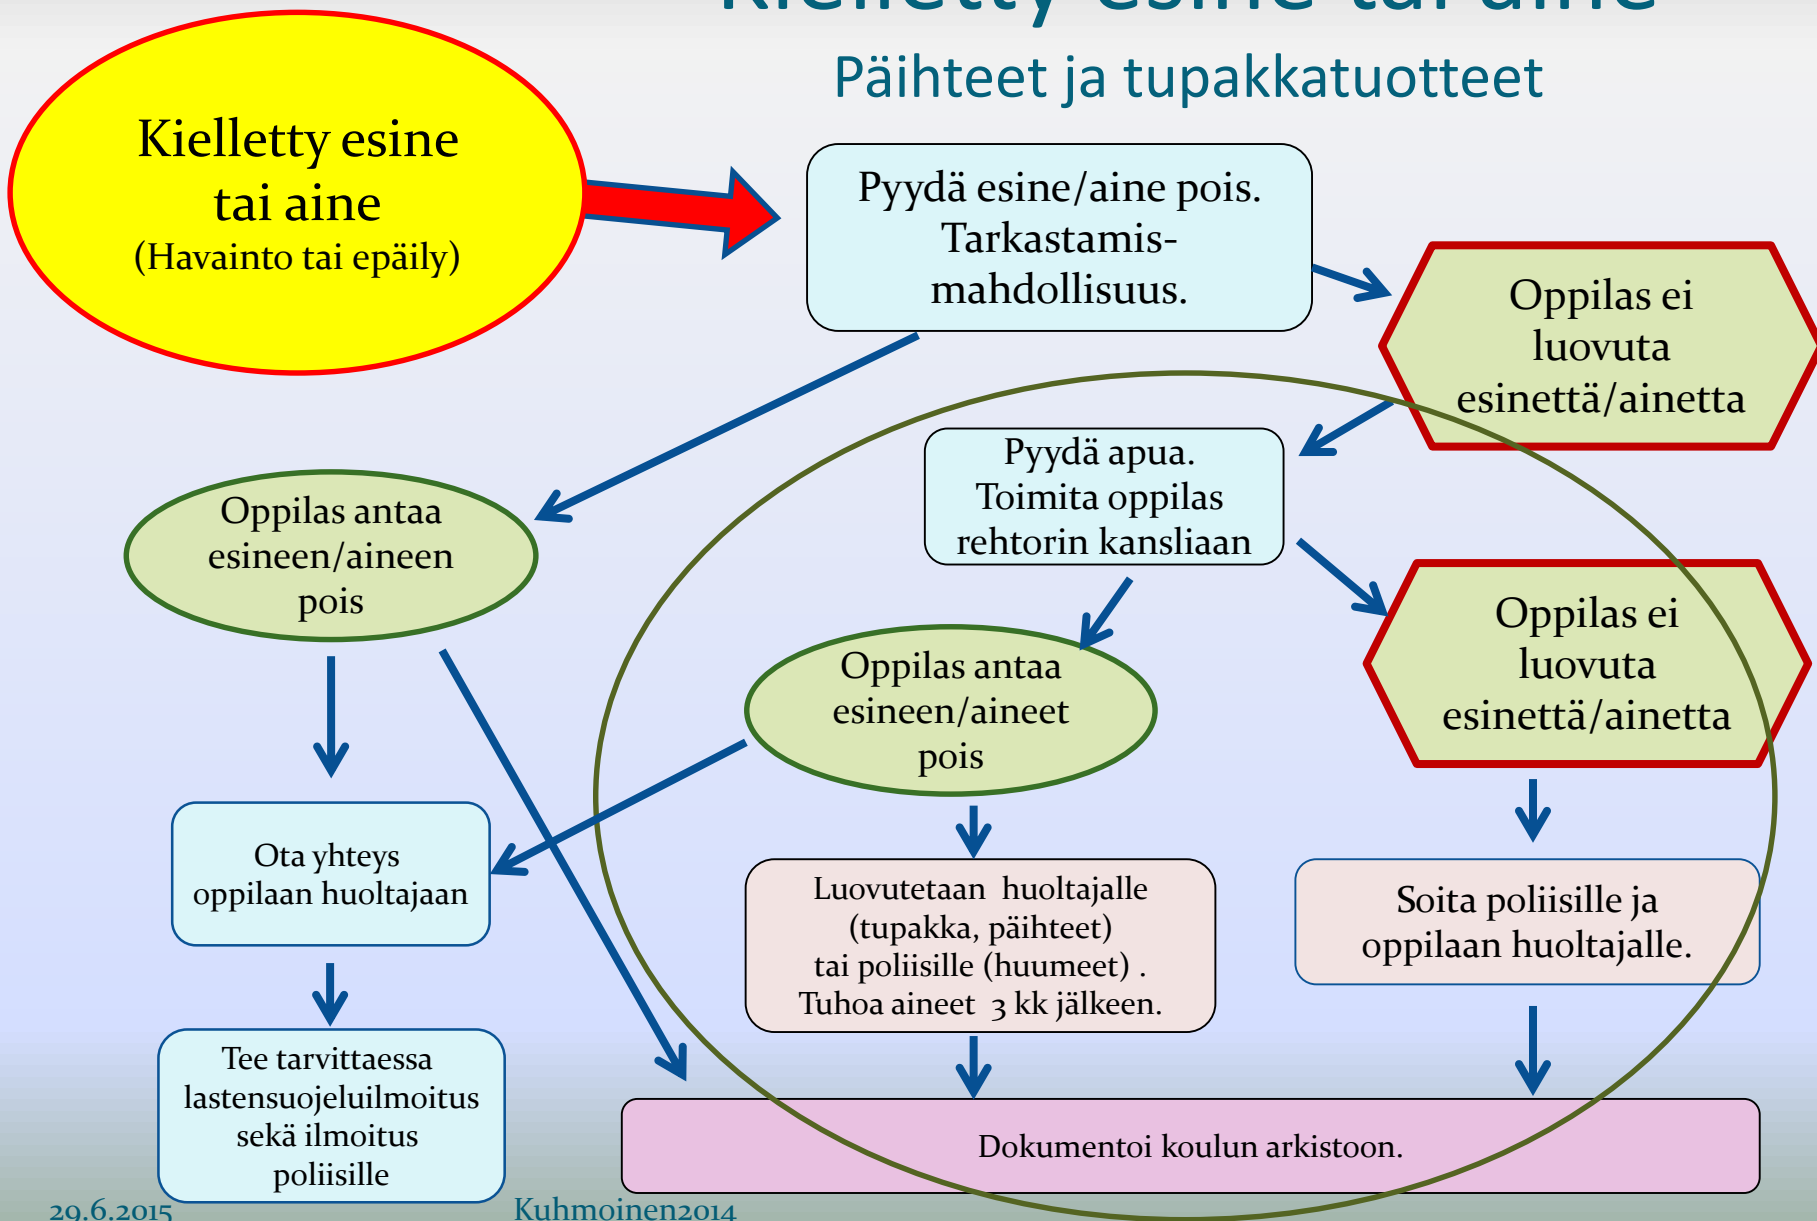 Kielletty esine tai aine
Päihteet ja tupakkatuotteet
Kielletty esine
tai aine
(Havainto tai epäily)
Pyydä esine/aine pois.
Tarkastamis-
mahdollisuus.
Oppilas ei
luovuta
esinettä/ainetta
Pyydä apua.
Toimita oppilas
rehtorin kansliaan
Oppilas antaa
esineen/aineen
pois
Oppilas ei
luovuta
esinettä/ainetta
Oppilas antaa
esineen/aineet
pois
Ota yhteys
oppilaan huoltajaan
Luovutetaan huoltajalle
(tupakka, päihteet)
tai poliisille (huumeet) .
Tuhoa aineet 3 kk jälkeen.
Soita poliisille ja
oppilaan huoltajalle.
Tee tarvittaessa
lastensuojeluilmoitus
sekä ilmoitus
poliisille
Dokumentoi koulun arkistoon.
29.6.2015
Kuhmoinen2014